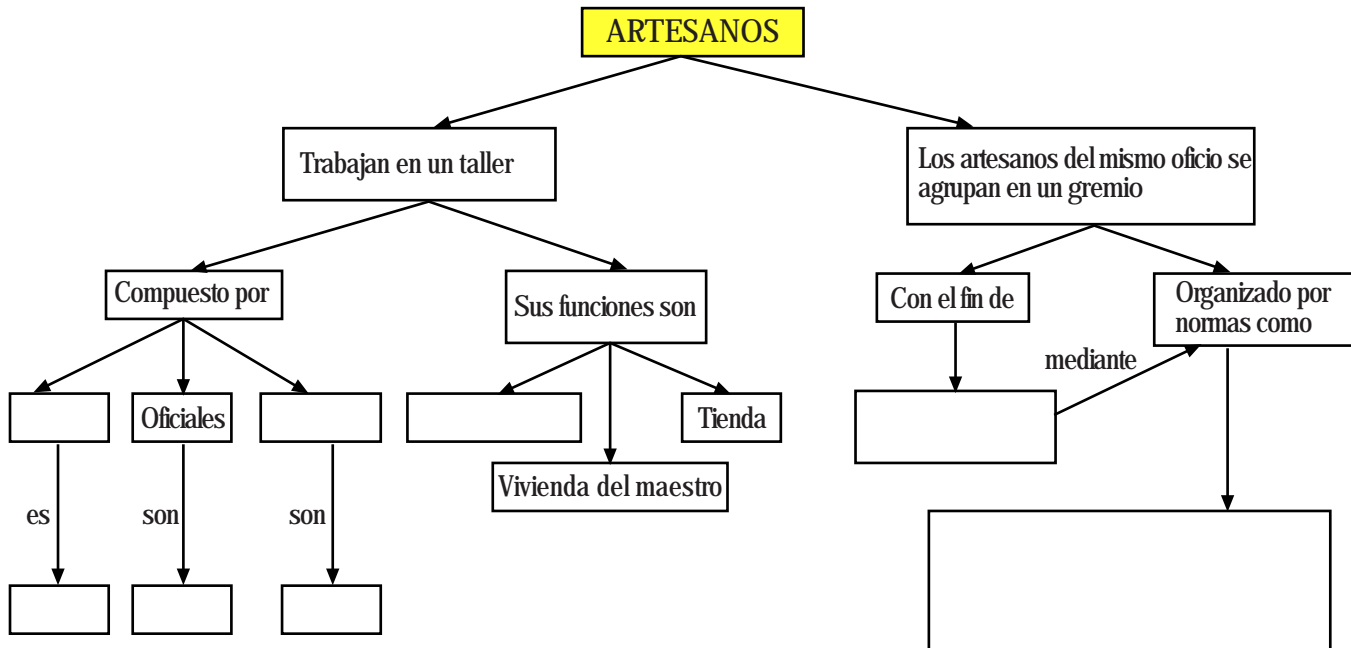 ARTESANOS
Trabajan en un taller
Los artesanos del mismo oficio se
agrupan en un gremio
Compuesto por
Sus funciones son
Con el fin de
Organizado por
normas como
mediante
Oficiales
Tienda
Vivienda del maestro
es
son
son